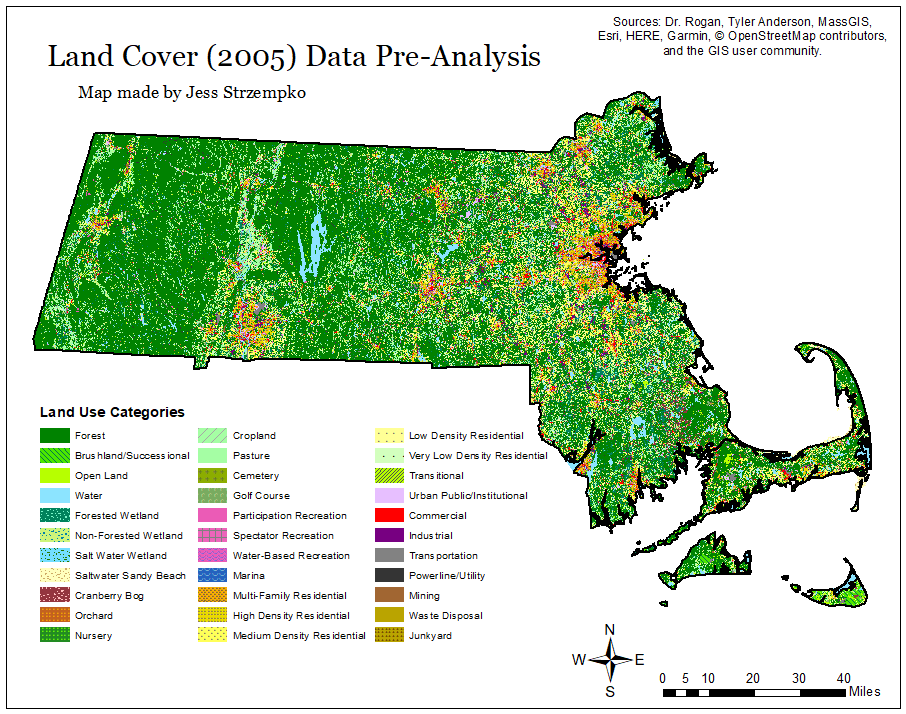 Land Cover (2005) Data Pre-Analysis
Map made by Jess Strzempko
Sources: Dr. Rogan, Tyler Anderson, MassGIS,
Esri, HERE, Garmin, © OpenStreetMap contributors,
and the GIS user community.
Land Use Categories
Forest
Brushland/Successional
Open Land
Water
Forested Wetland
Non-Forested Wetland
Salt Water Wetland
Saltwater Sandy Beach
Cranberry Bog
Orchard
Nursery
Cropland
Pasture
Cemetery
Golf Course
Participation Recreation
Spectator Recreation
Water-Based Recreation
Marina
Multi-Family Residential
High Density Residential
Medium Density Residential
Low Density Residential
Very Low Density Residential
Transitional
Urban Public/Institutional
Commercial
Industrial
Transportation
Powerline/Utility
Mining
Waste Disposal
Junkyard
N
W E
S
0 5 10 20 30 40
Miles